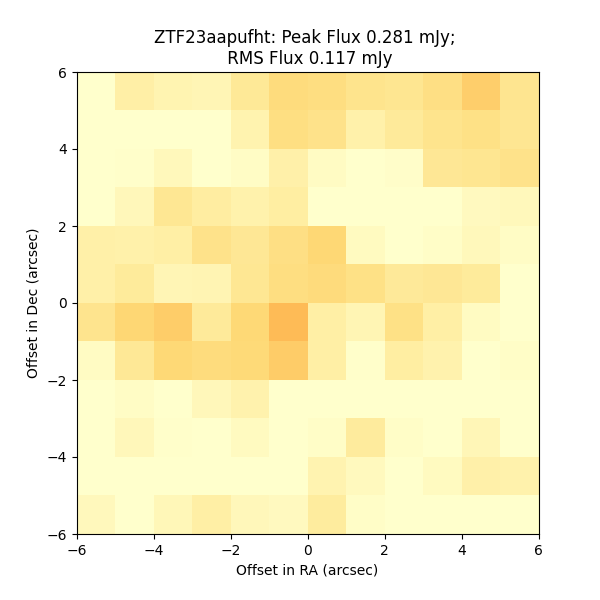 ZTF23aapufht: Peak Flux 0.281 mJy;
RMS Flux 0.117 mJy
6
4
2
0
−2
−4
−6
Offset in Dec (arcsec)
−6 −4 −2 0 2 4 6
Offset in RA (arcsec)